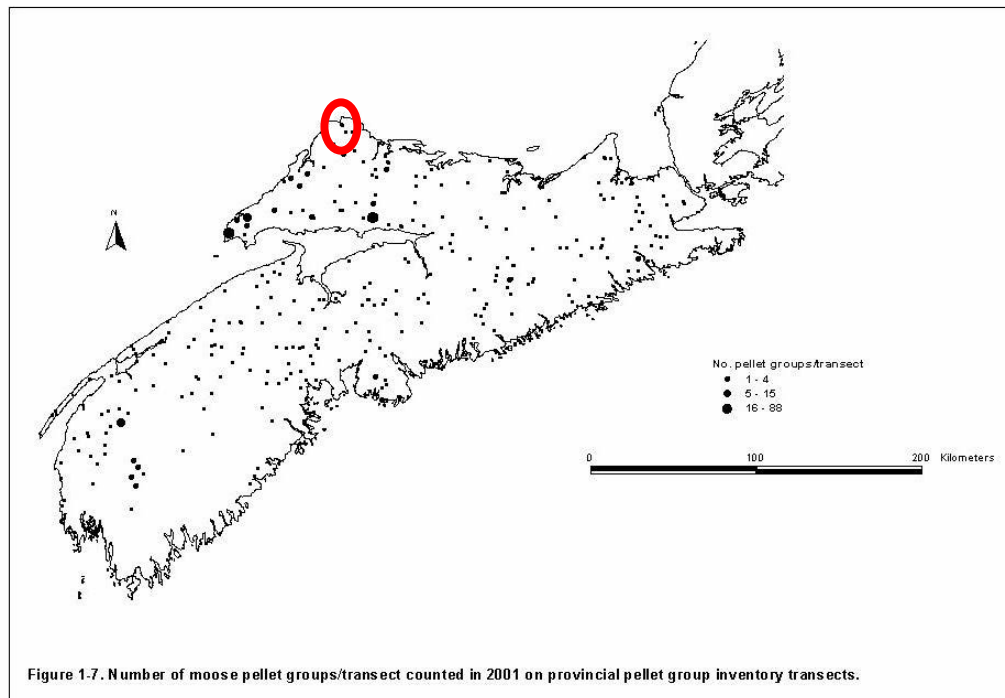 N
No. pellet groups/transect
1 - 4
5 - 15
16 - 88
0 100 200 Kilometers
Figure 1-7. Number of moose pellet groups/transect counted in 2001 on provincial pellet group inventory transects.